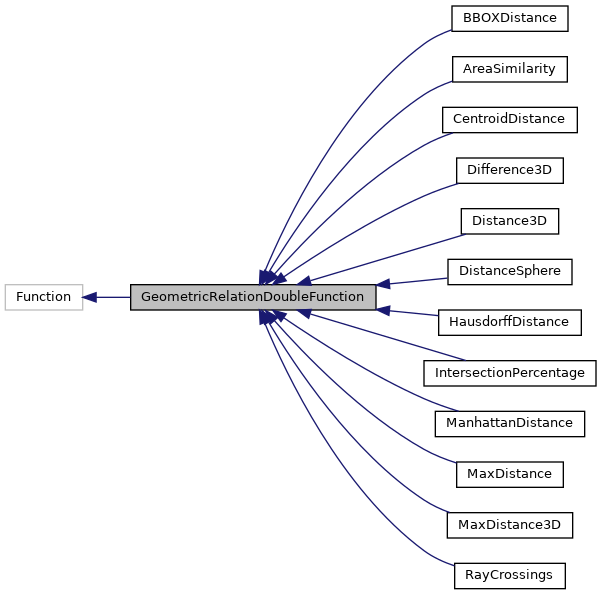 BBOXDistance
AreaSimilarity
CentroidDistance
Difference3D
Distance3D
DistanceSphere
Function
GeometricRelationDoubleFunction
HausdorffDistance
IntersectionPercentage
ManhattanDistance
MaxDistance
MaxDistance3D
RayCrossings